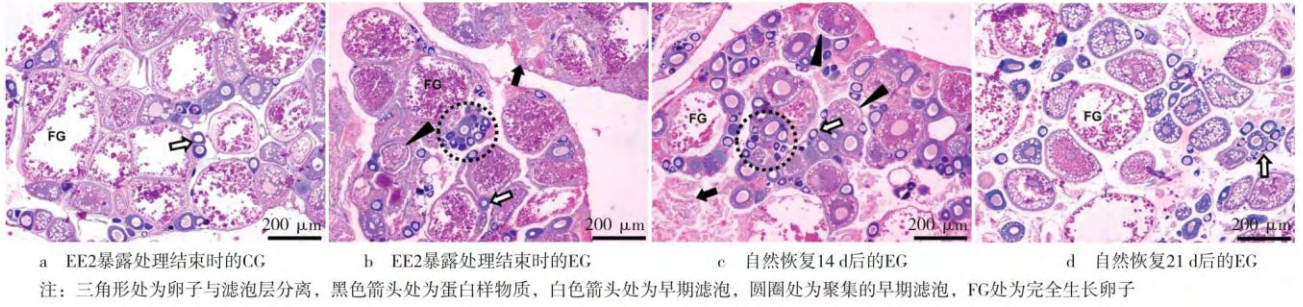 FG
200 μm
FG
200 μm
FG
200 μm
FG
200 μm
a EE2暴露处理结束时的CG
b EE2暴露处理结束时的EG
c 自然恢复14 d后的EG
d 自然恢复21 d后的EG
注：三角形处为卵子与滤泡层分离，黑色箭头处为蛋白样物质，白色箭头处为早期滤泡，圆圈处为聚集的早期滤泡，FG处为完全生长卵子